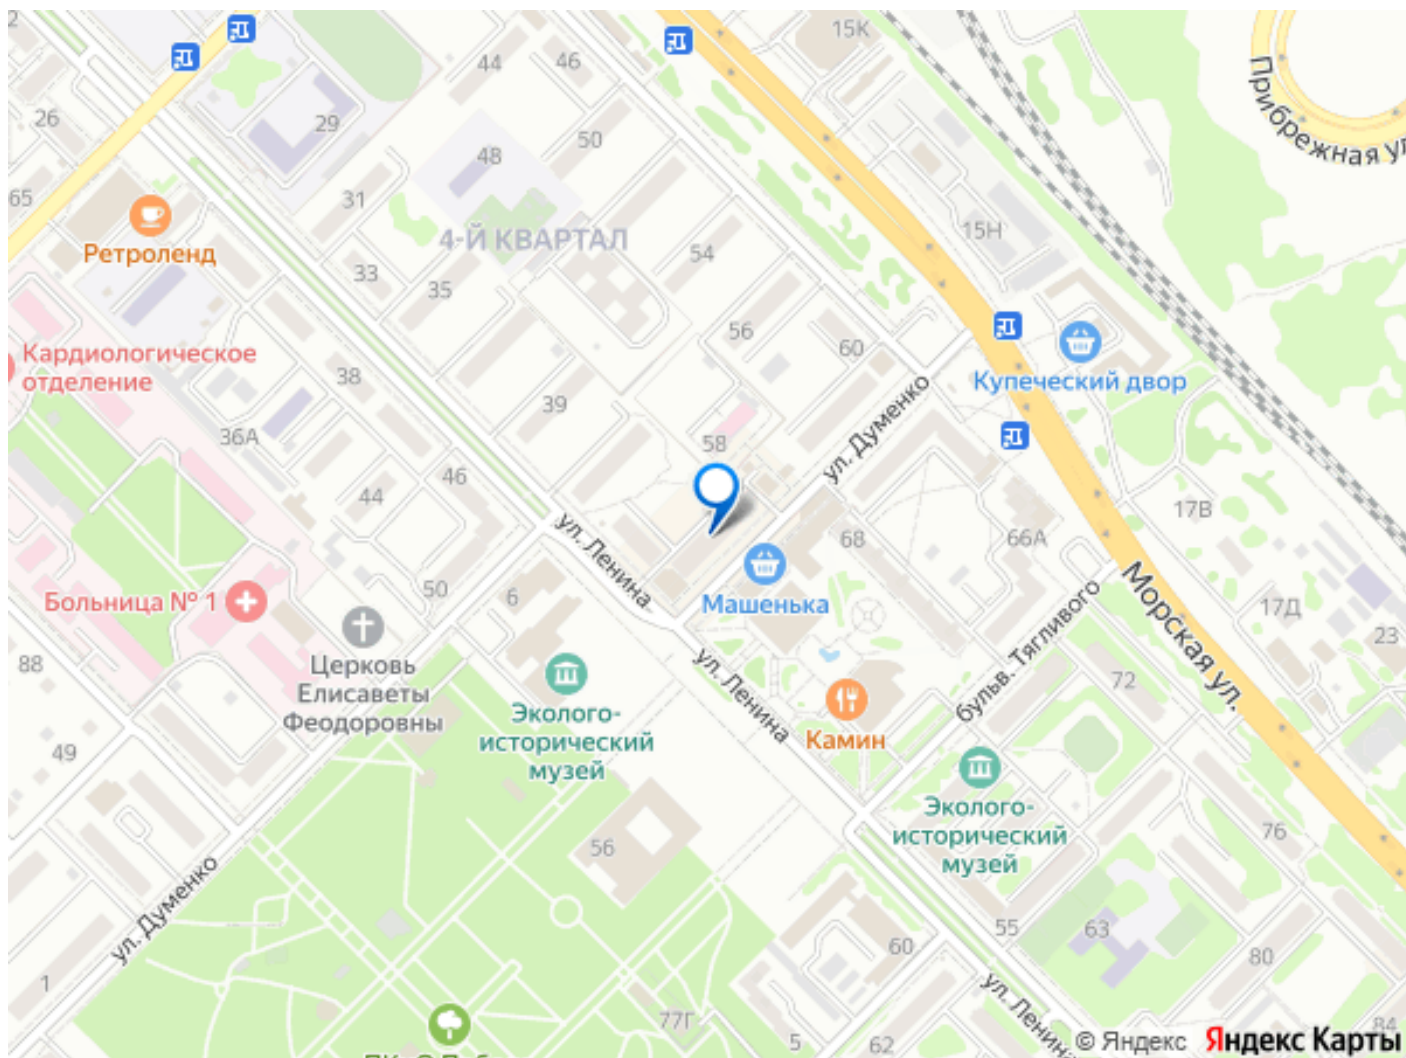 2
15К
44
46
Прибрежная ул
26
29
50
48
65
31
15Н
4-Й КВАРТАЛ
54
Ретроленд
33
35
56
60
Кардиологическое
отделение
38
Купеческий двор
39
ул. Думенко
36А
58
46
44
17В
ул. Ленина
68
66А
50
6
Больница № 1
Машенька
Морская ул.
17Д
23
88
Церковь
Елисаветы
Феодоровны
ул. Ленина
бульв. Тягливого
72
Эколого-
исторический
музей
Камин
49
Эколого-
исторический
музей
76
56
ул. Думенко
55
63
60
80
1
ул. Ленина
77Г
5
62
84
© Яндекс
Яндекс Карты